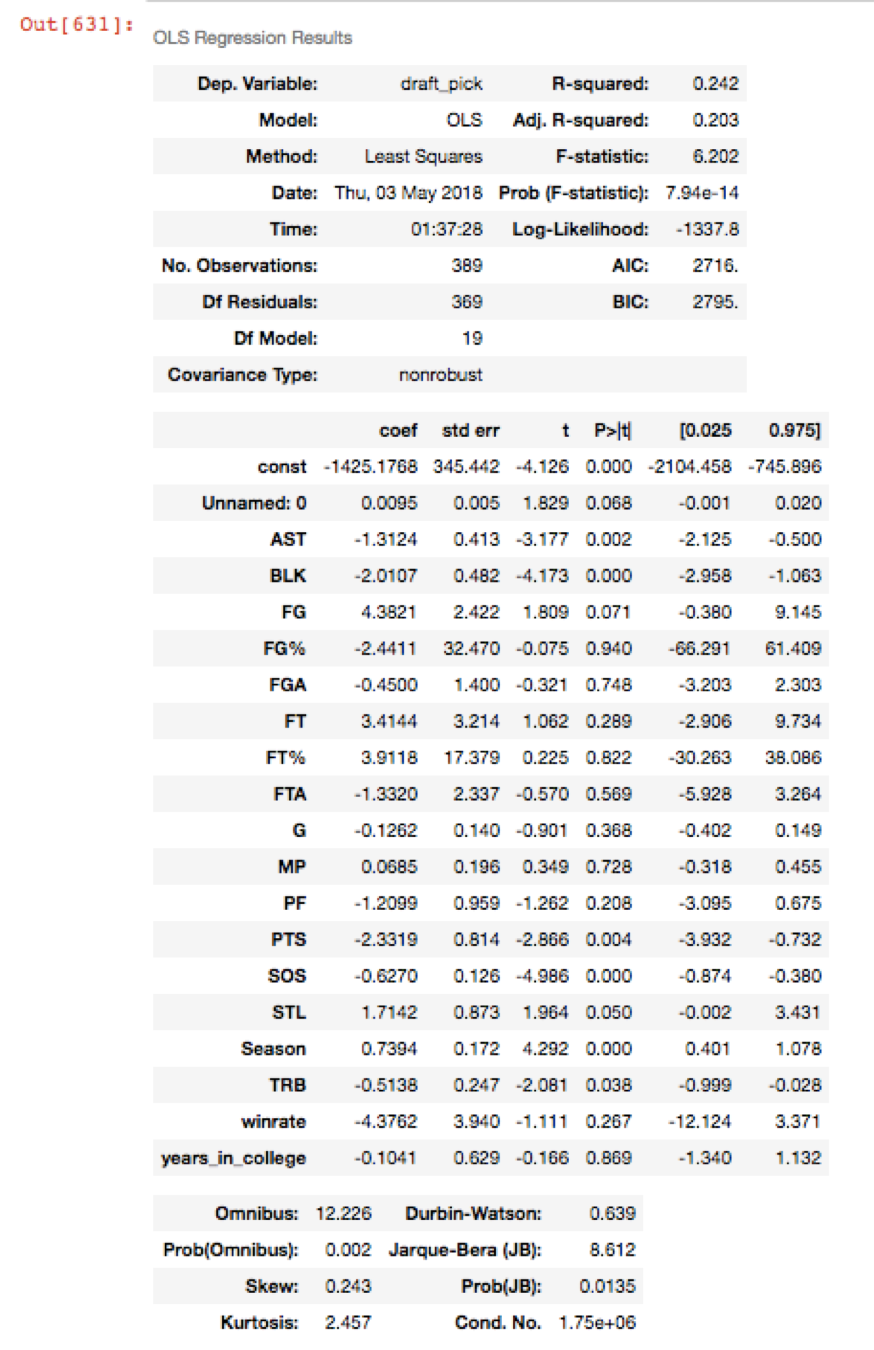 Out[631]:
OLS Regression Results
Dep. Variable: draft_pick R-squared: 0.242
Model: OLS Adj. R-squared: 0.203
Method: Least Squares F-statistic: 6.202
Date: Thu, 03 May 2018 Prob (F-statistic): 7.94e-14
Time: 01:37:28 Log-Likelihood: -1337.8
No. Observations: 389 AIC: 2716.
Df Residuals: 369 BIC: 2795.
Df Model: 19
Covariance Type: nonrobust
coef std err t P>|t| [0.025 0.975]
const -1425.1768 345.442 -4.126 0.000 -2104.458 -745.896
Unnamed: 0 0.0095 0.005 1.829 0.068 -0.001 0.020
AST -1.3124 0.413 -3.177 0.002 -2.125 -0.500
BLK -2.0107 0.482 -4.173 0.000 -2.958 -1.063
FG 4.3821 2.422 1.809 0.071 -0.380 9.145
FG% -2.4411 32.470 -0.075 0.940 -66.291 61.409
FGA -0.4500 1.400 -0.321 0.748 -3.203 2.303
FT 3.4144 3.214 1.062 0.289 -2.906 9.734
FT% 3.9118 17.379 0.225 0.822 -30.263 38.086
FTA -1.3320 2.337 -0.570 0.569 -5.928 3.264
G -0.1262 0.140 -0.901 0.368 -0.402 0.149
MP 0.0685 0.196 0.349 0.728 -0.318 0.455
PF -1.2099 0.959 -1.262 0.208 -3.095 0.675
PTS -2.3319 0.814 -2.866 0.004 -3.932 -0.732
SOS -0.6270 0.126 -4.986 0.000 -0.874 -0.380
STL 1.7142 0.873 1.964 0.050 -0.002 3.431
Season 0.7394 0.172 4.292 0.000 0.401 1.078
TRB -0.5138 0.247 -2.081 0.038 -0.999 -0.028
winrate -4.3762 3.940 -1.111 0.267 -12.124 3.371
years_in_college -0.1041 0.629 -0.166 0.869 -1.340 1.132
Omnibus: 12.226 Durbin-Watson: 0.639
Prob(Omnibus): 0.002 Jarque-Bera (JB): 8.612
Skew: 0.243 Prob(JB): 0.0135
Kurtosis: 2.457 Cond. No. 1.75e+06